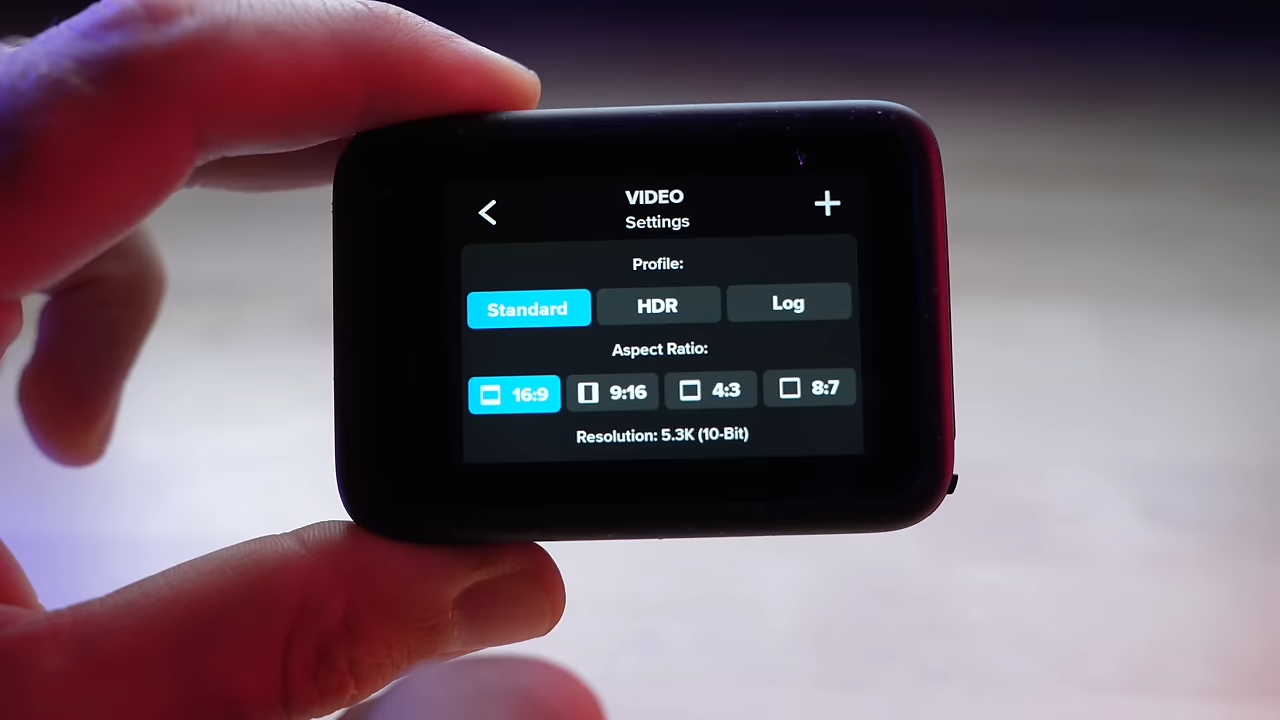 VIDEO
Settings
Profile:
Standard HDR Log
Aspect Ratio:
16:9 9:16 4:3 8:7
Resolution: 5.3K (10-Bit)